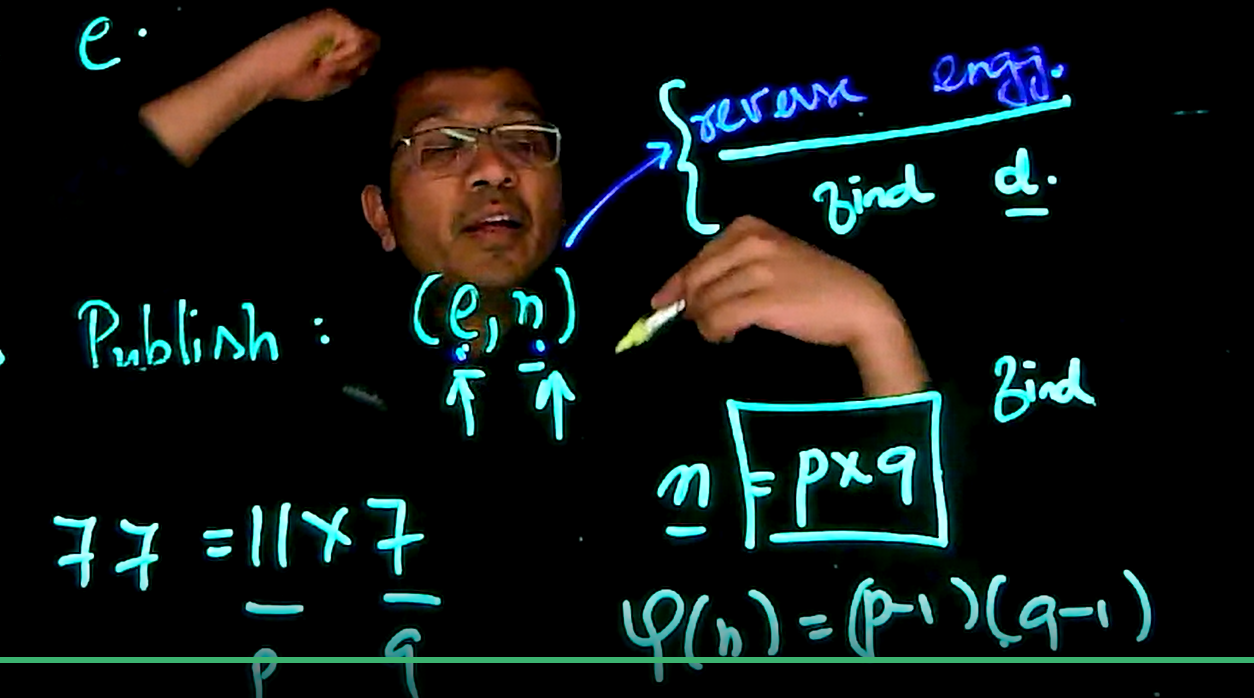 e.
reverse engg.
find d.
Publish : (e, n)
find
n = p×q
77 = 11 × 7
φ(n) = (p-1)(q-1)
p q